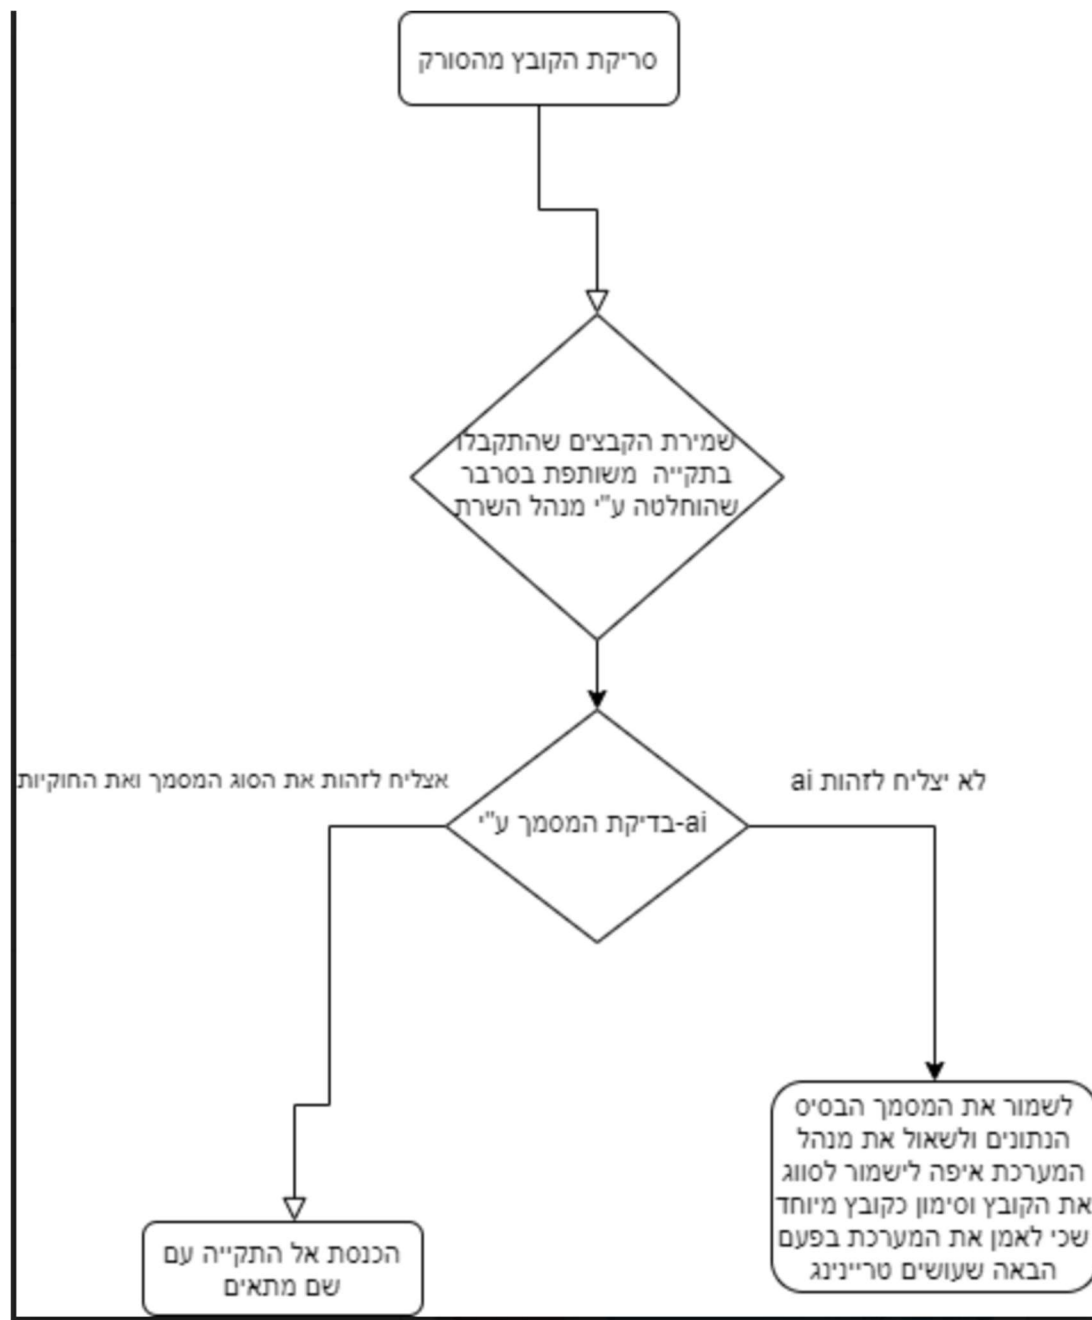 סריקת הקובץ מהסורק
שמירת הקבצים שהתקבלו
בתקייה משותפת בסרבר
שהוחלטה ע"י מנהל השרת
אצליח לזהות את הסוג המסמך ואת החוקיות
לא יצליח לזהות ai
בדיקת המסמך ע"י-ai
לשמור את המסמך הבסיס
הנתונים ולשאול את מנהל
המערכת איפה לישמור לסווג
את הקובץ וסימון כקובץ מיוחד
שכי לאמן את המערכת בפעם
הבאה שעושים טריינינג
הכנסת אל התקייה עם
שם מתאים